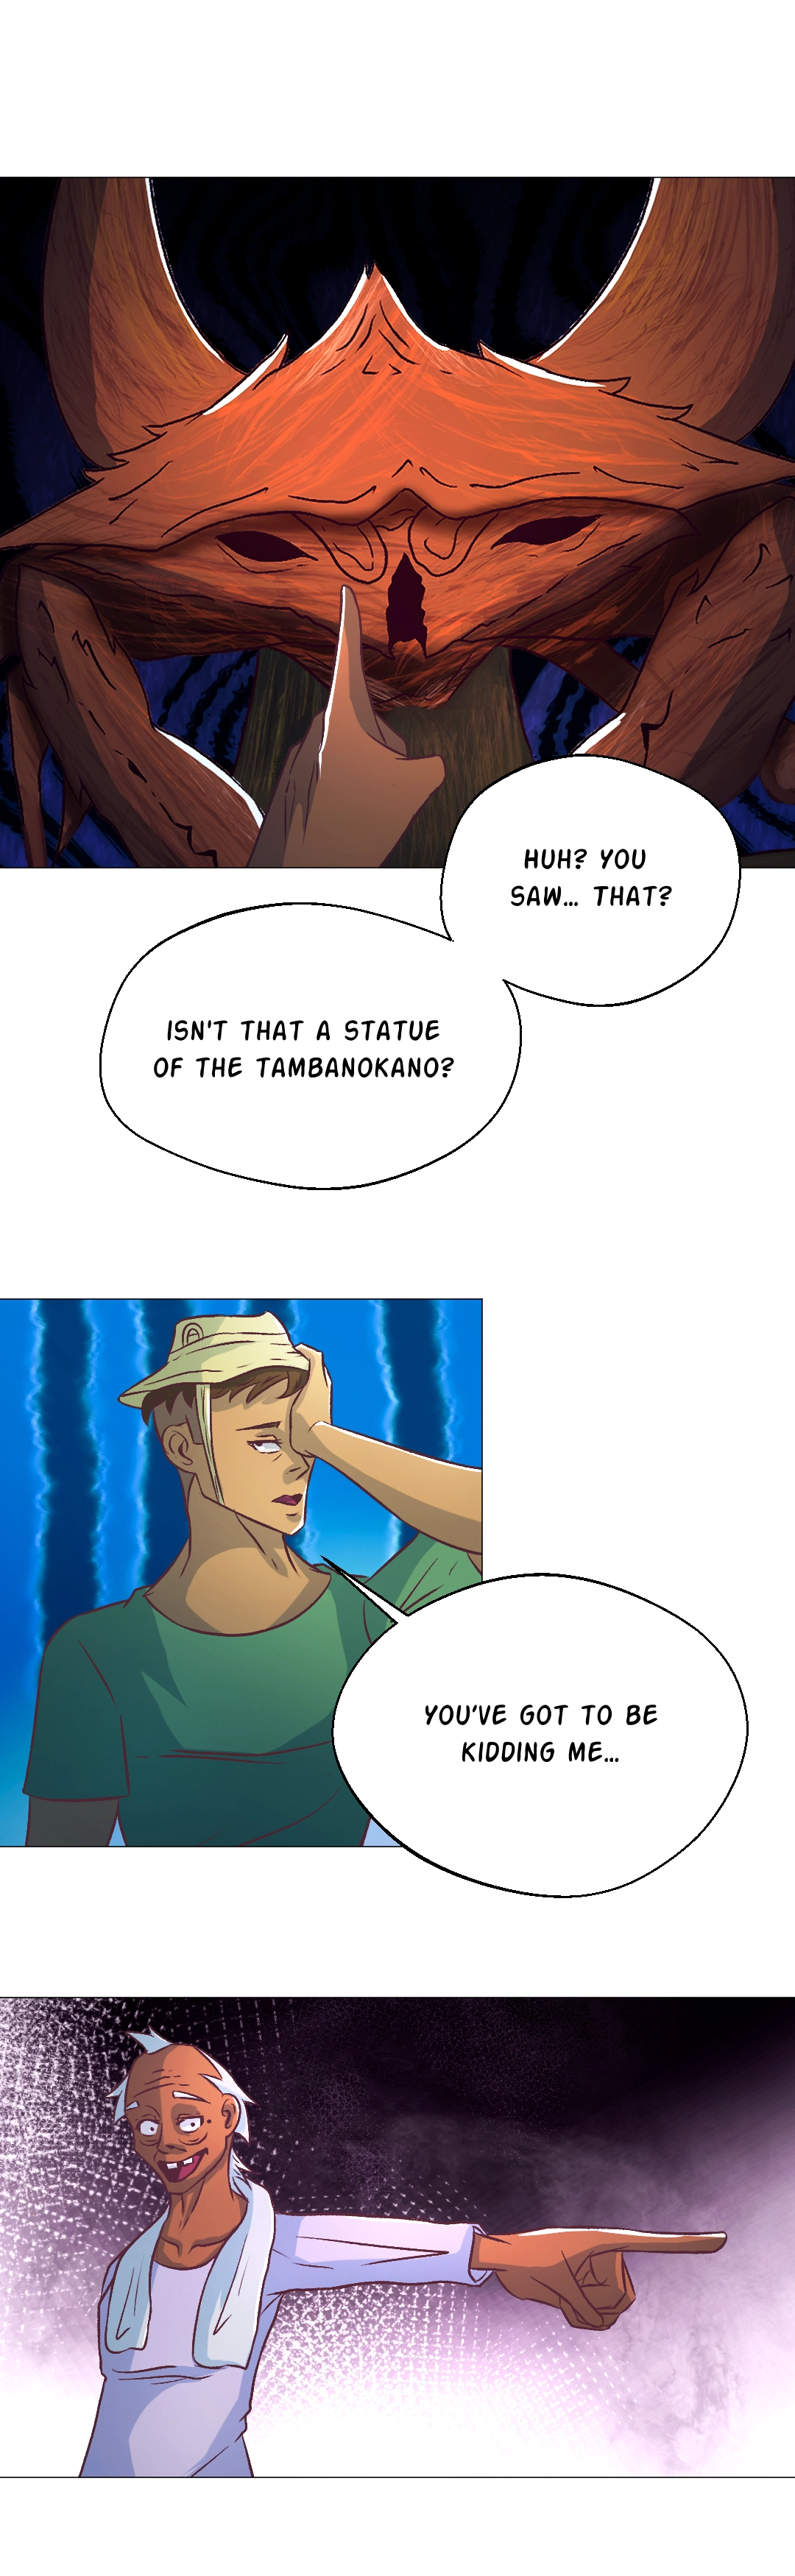 HUH? YOU
SAW... THAT?
ISN'T THAT A STATUE
OF THE TAMBANOKANO?
YOU'VE GOT TO BE
KIDDING ME...